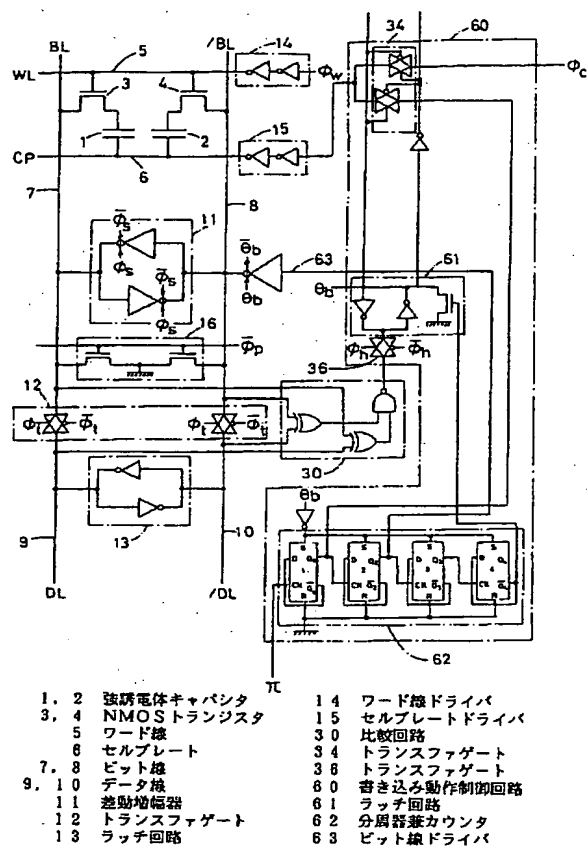 BL
/BL
5
14
34
60
WL
3
4
φw
φc
1
2
15
CP
6
7
8
11
61
63
φ̄s
φs
φ̄s
φs
θ̄b
θb
θb
16
φ̄p
φh
φ̄h
36
12
φt
φ̄t
φt
φ̄t
30
θb
13
9
10
DL
/DL
62
π
1, 2 強誘電体キャパシタ
3, 4 NMOSトランジスタ
5 ワード線
6 セルプレート
7, 8 ビット線
9, 10 データ線
11 差動増幅器
12 トランスファゲート
13 ラッチ回路
14 ワード線ドライバ
15 セルプレートドライバ
30 比較回路
34 トランスファゲート
36 トランスファゲート
60 書き込み動作制御回路
61 ラッチ回路
62 分周器兼カウンタ
63 ビット線ドライバ